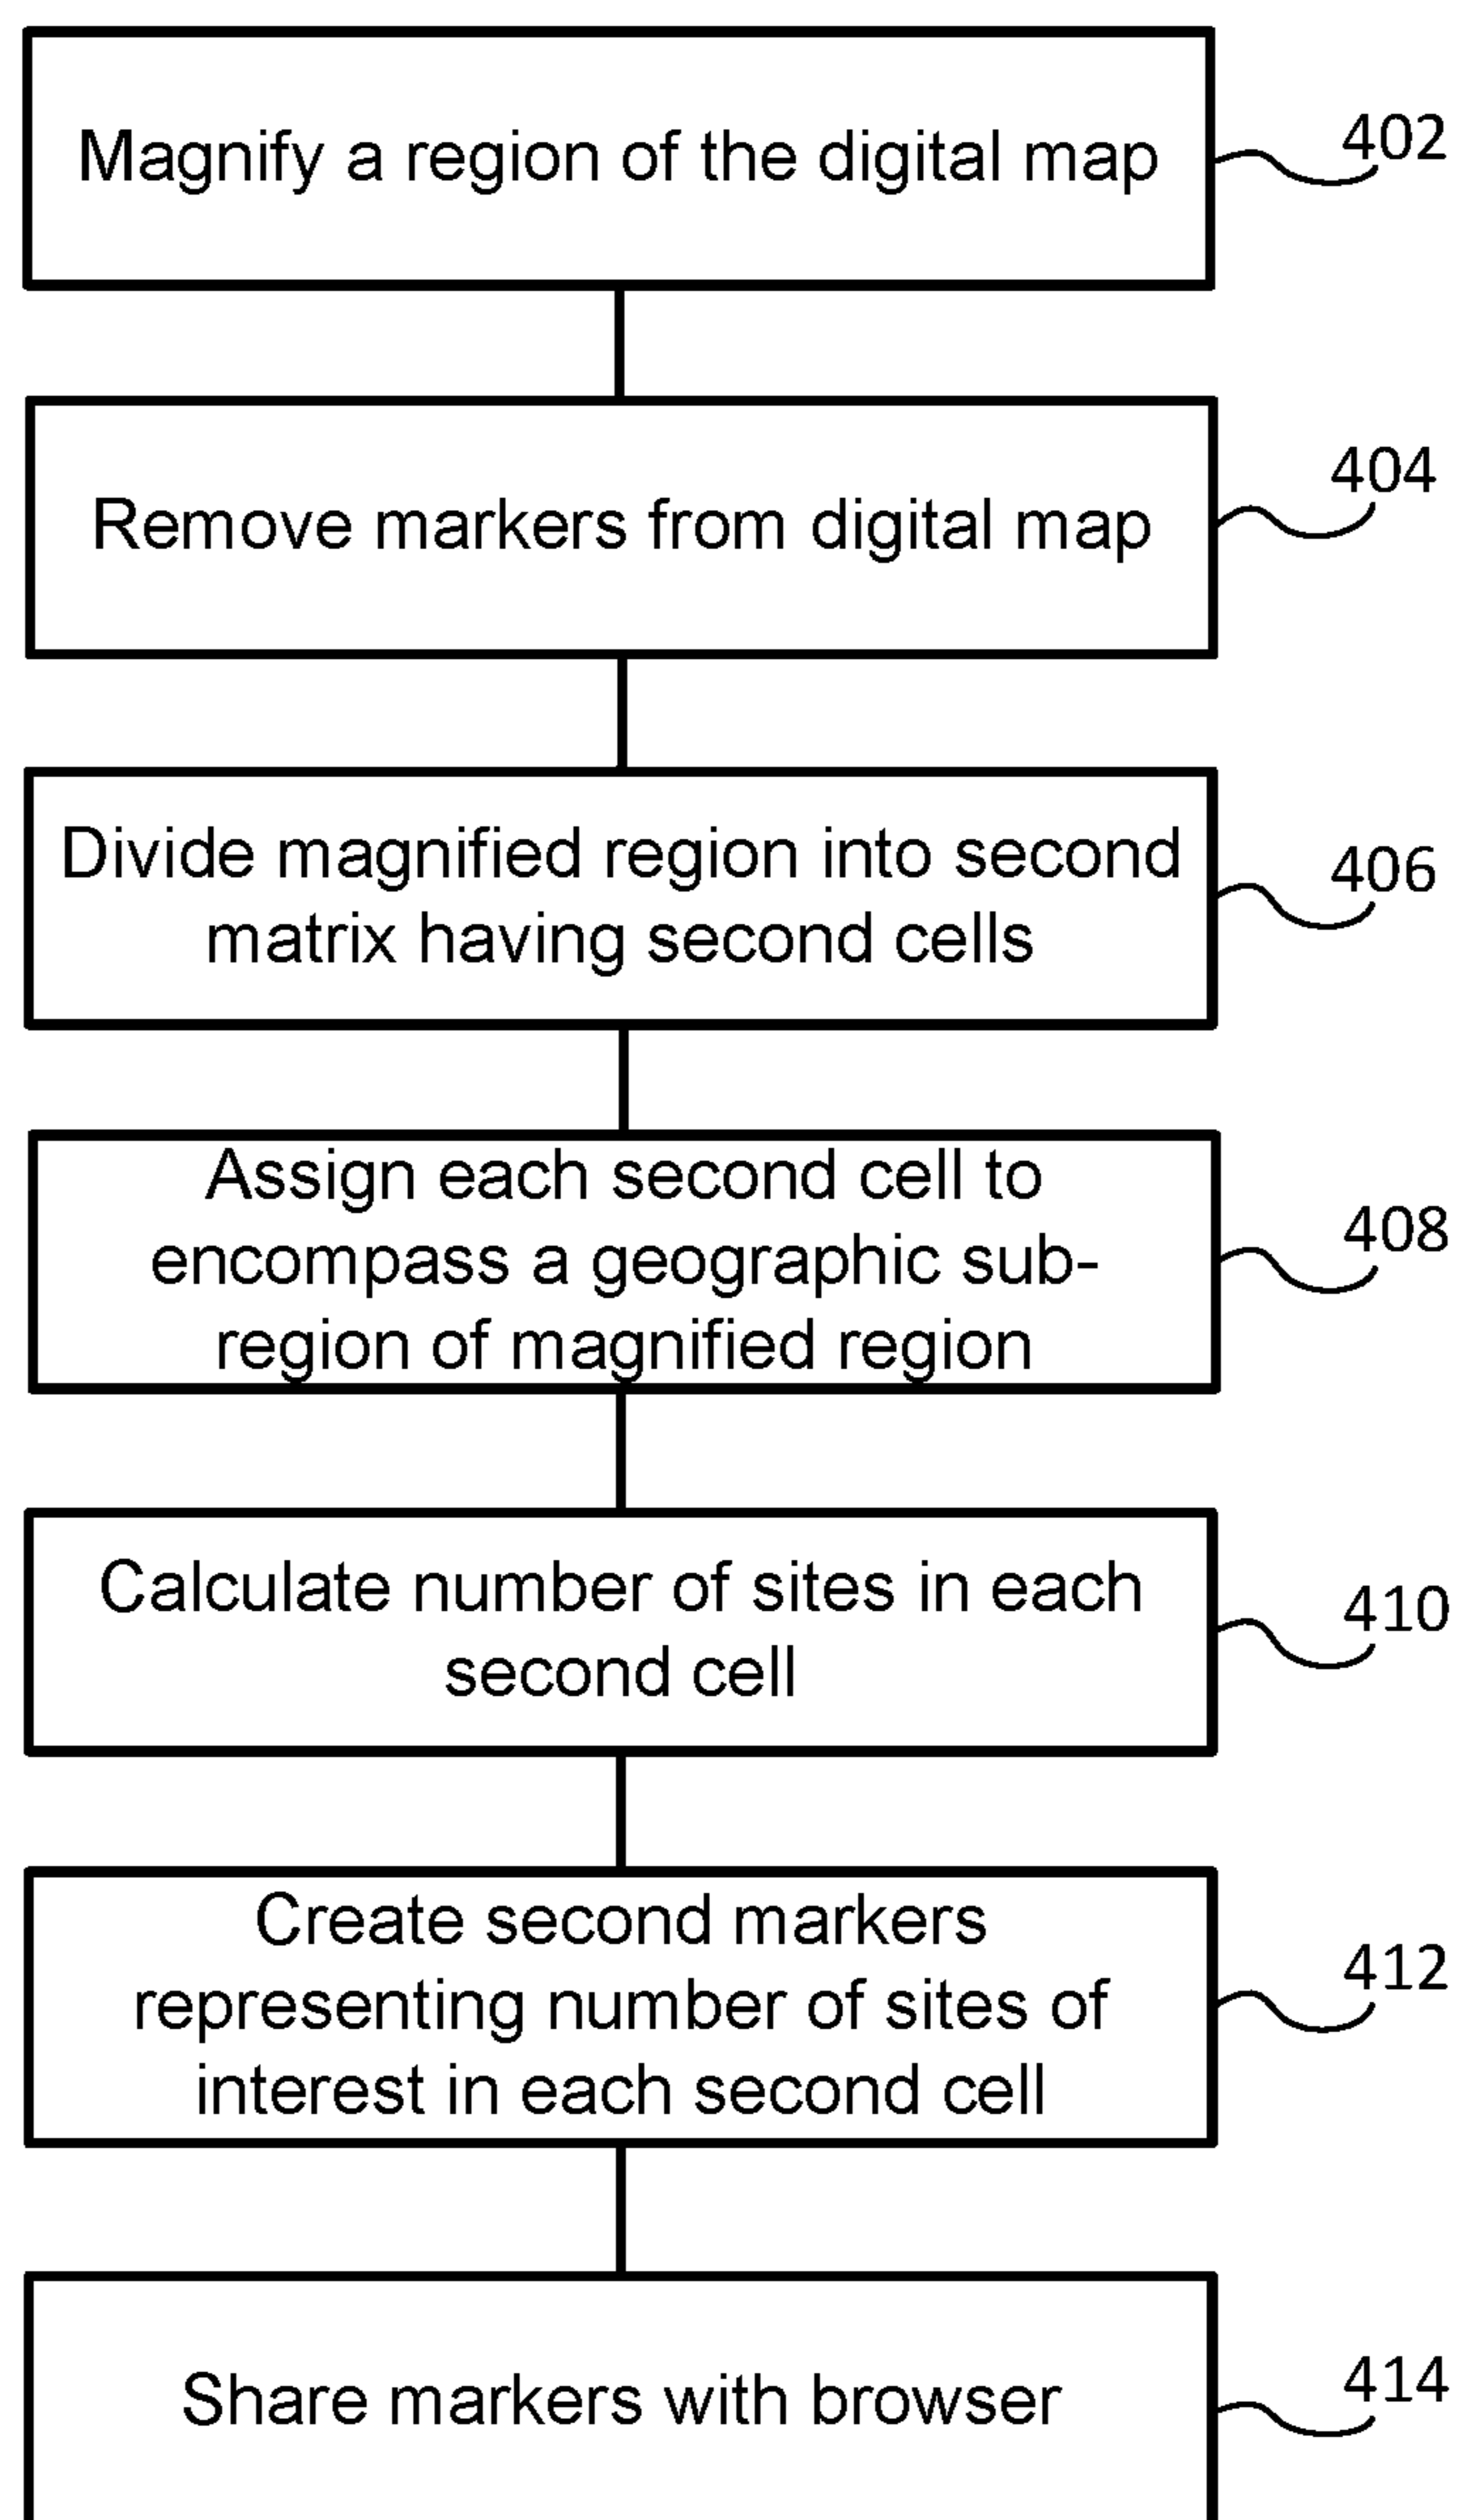 Magnify a region of the digital map
402
Remove markers from digital map
404
Divide magnified region into second
matrix having second cells
406
Assign each second cell to
encompass a geographic sub-
region of magnified region
408
Calculate number of sites in each
second cell
410
Create second markers
representing number of sites of
interest in each second cell
412
Share markers with browser
414